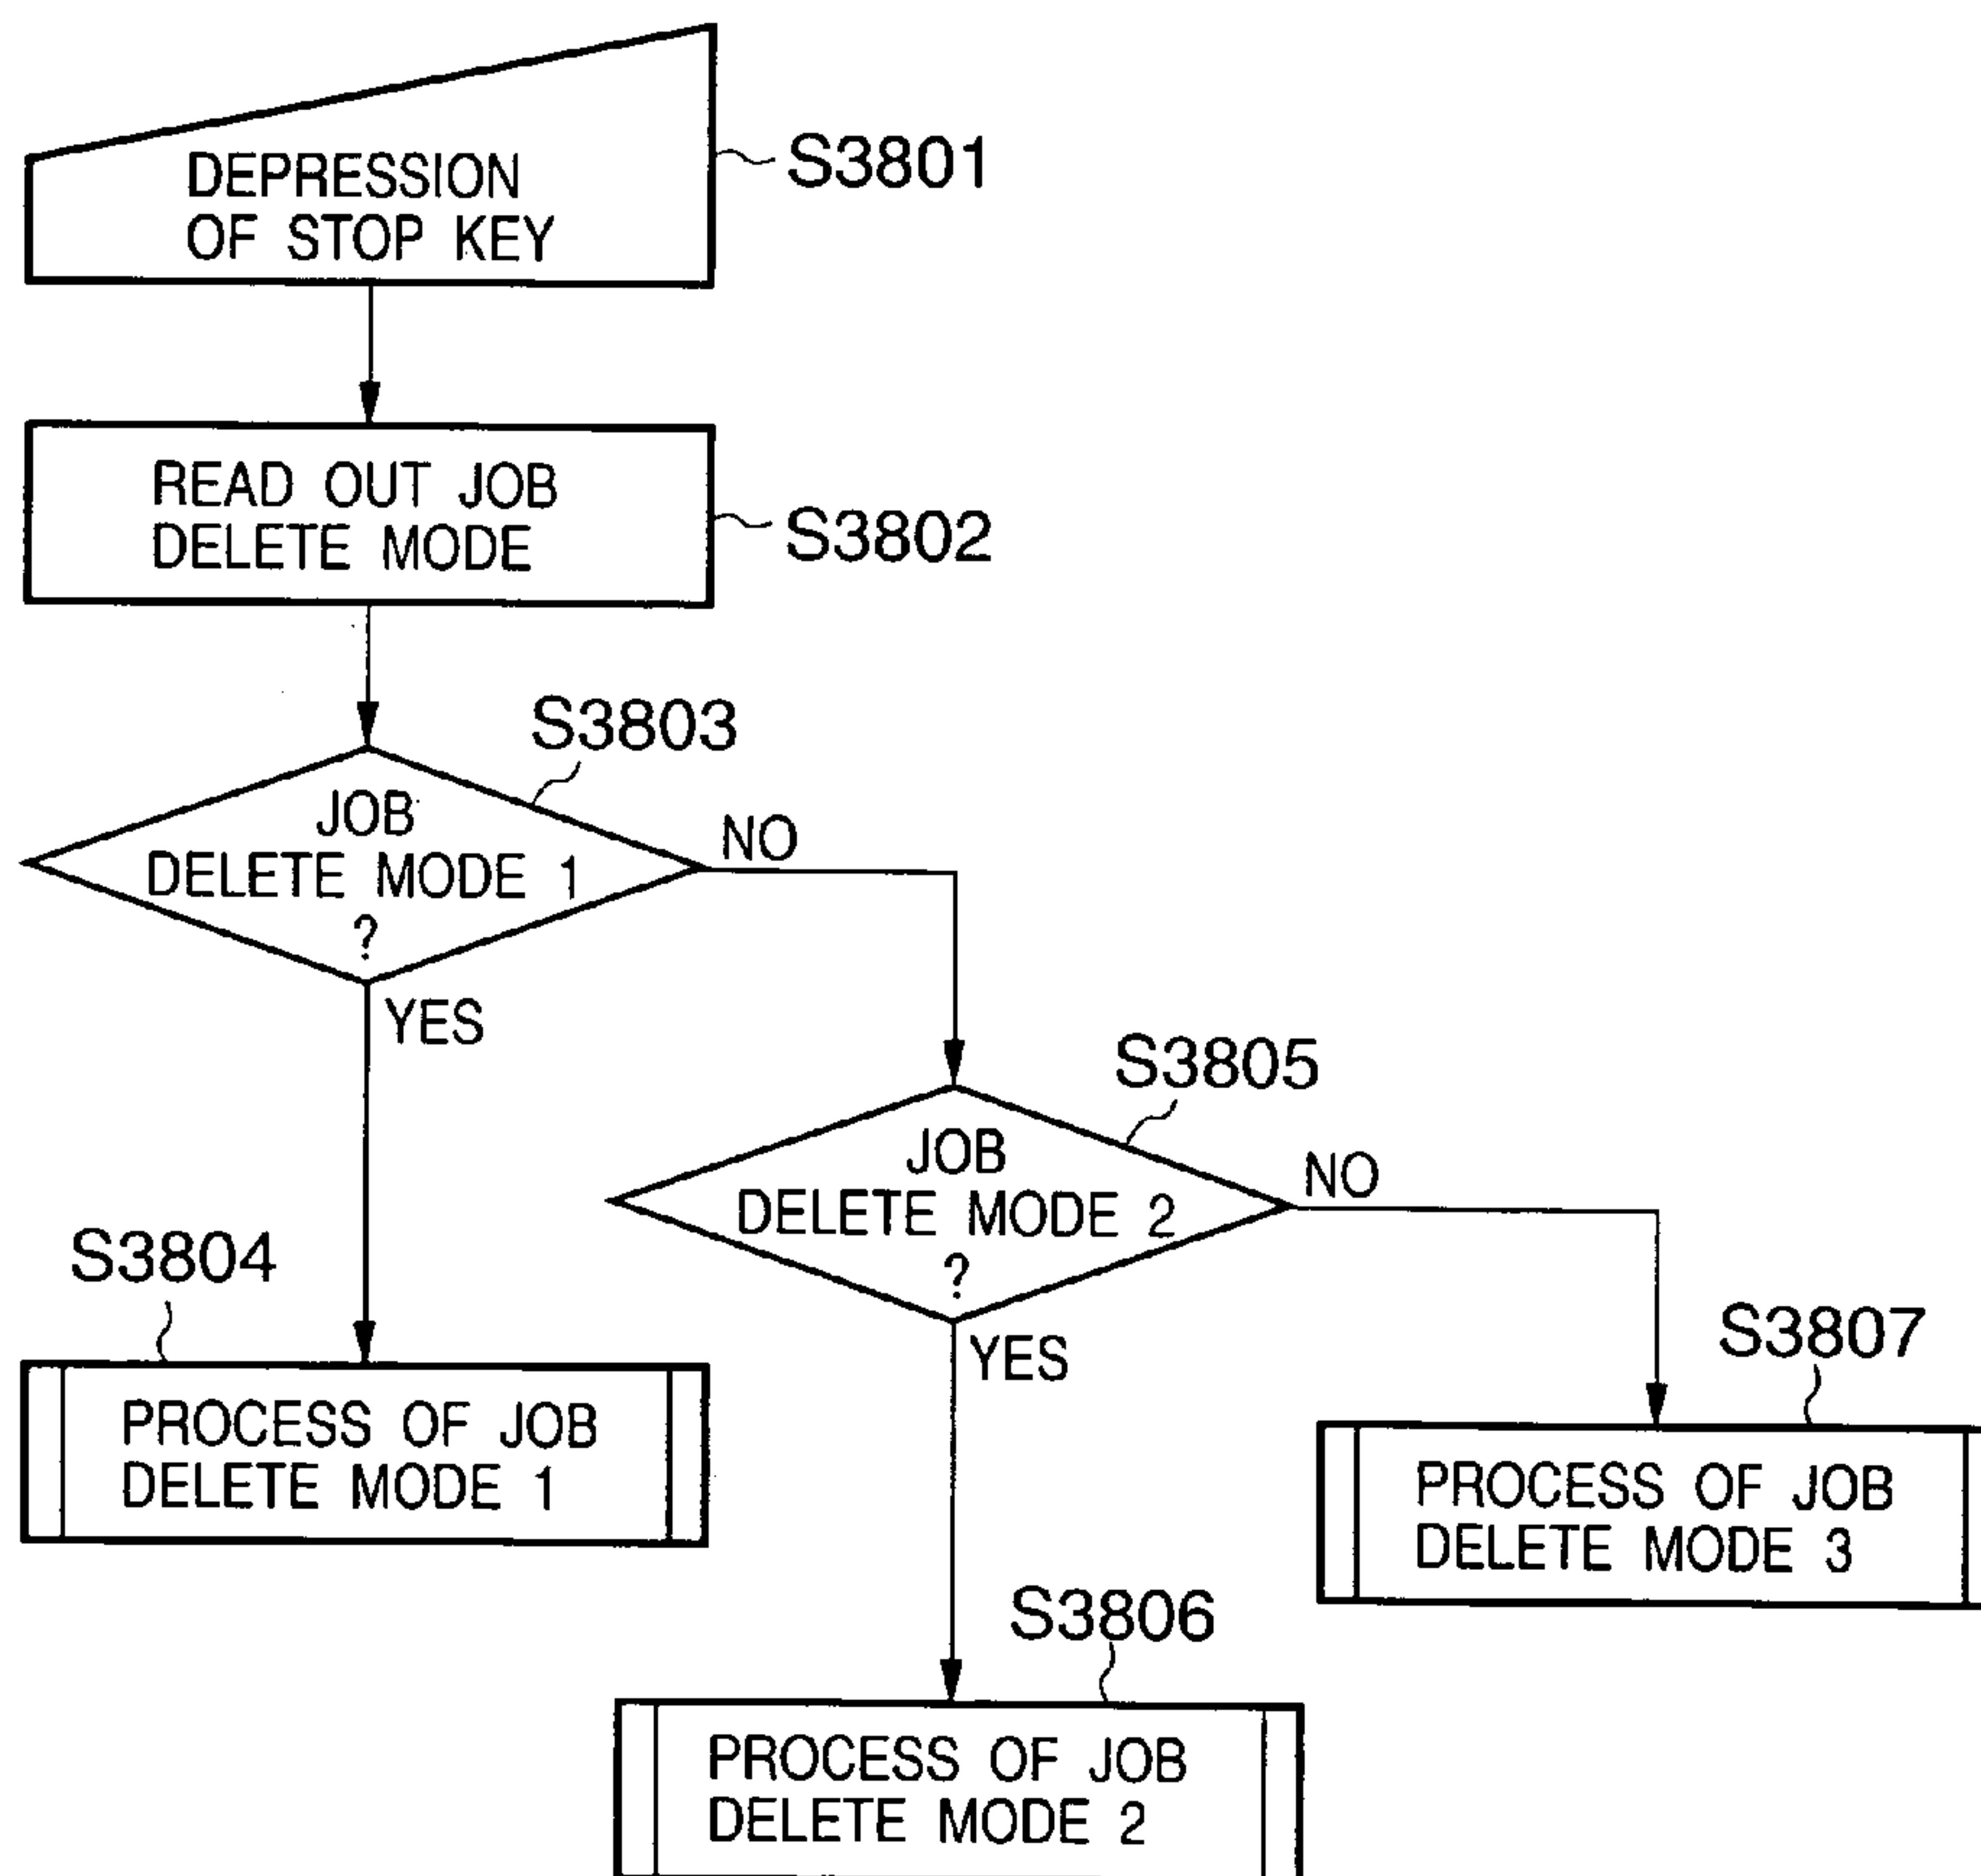 DEPRESSION
OF STOP KEY
S3801
READ OUT JOB
DELETE MODE
S3802
S3803
JOB
DELETE MODE 1
?
NO
YES
S3805
JOB
DELETE MODE 2
?
NO
YES
S3804
PROCESS OF JOB
DELETE MODE 1
S3807
PROCESS OF JOB
DELETE MODE 3
S3806
PROCESS OF JOB
DELETE MODE 2